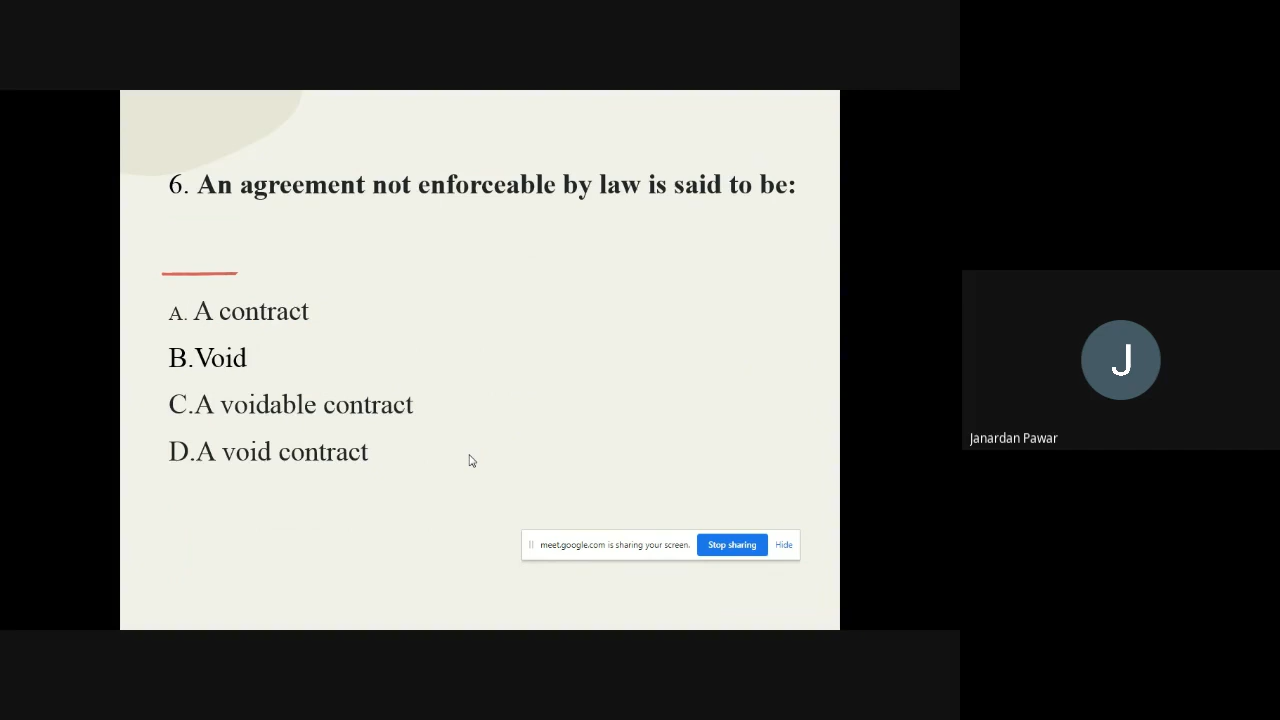 6. An agreement not enforceable by law is said to be:
A. A contract
B.Void
C.A voidable contract
D.A void contract
meet.google.com is sharing your screen. Stop sharing Hide
J
Janardan Pawar